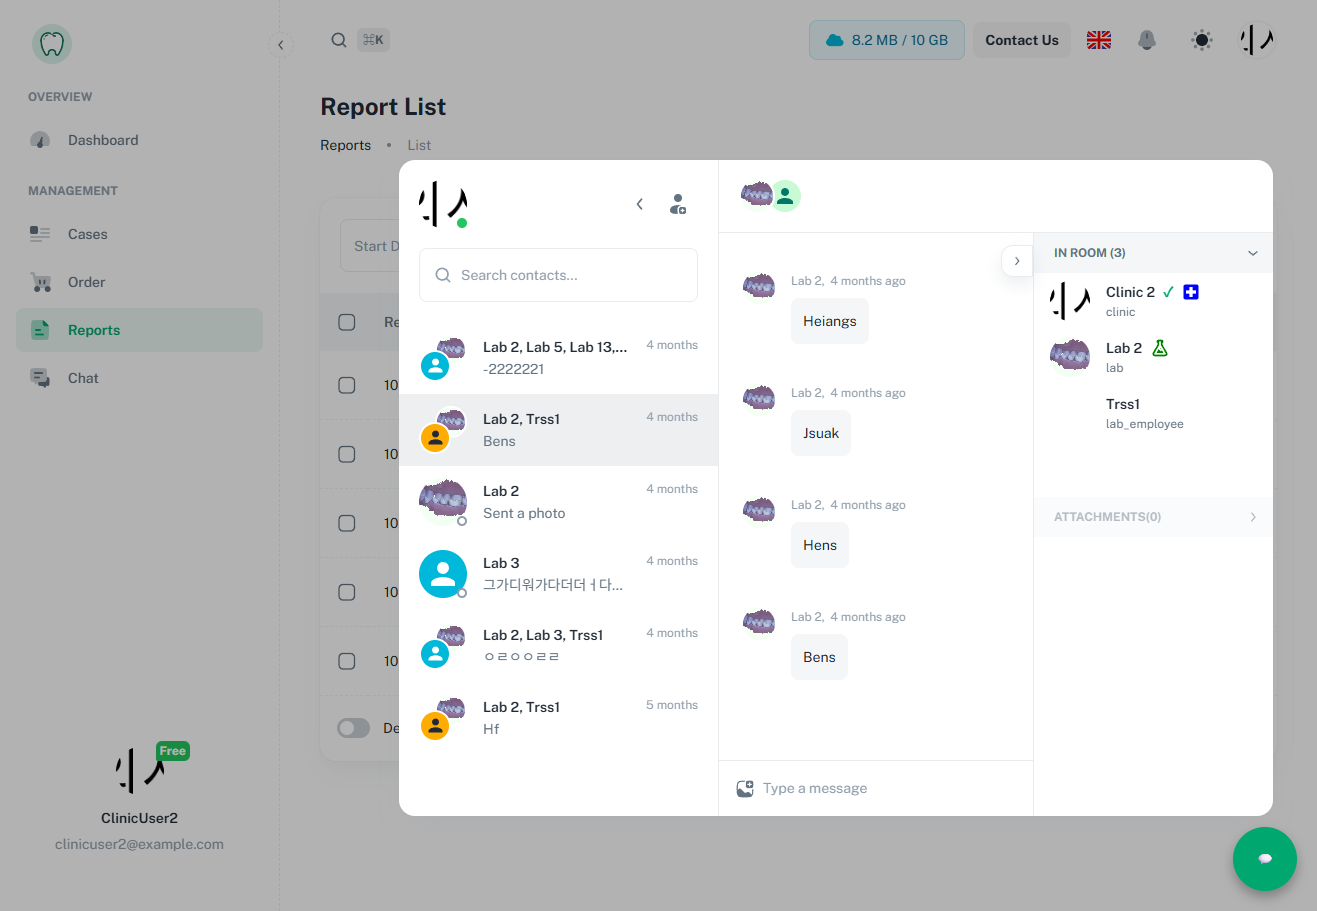 ⌘K
8.2 MB / 10 GB
Contact Us
OVERVIEW
Dashboard
MANAGEMENT
Cases
Order
Reports
Chat
Free
ClinicUser2
clinicuser2@example.com
Report List
Reports • List
Start D
Re
10
10
10
10
10
De
Search contacts...
Lab 2, Lab 5, Lab 13,... 4 months
-2222221
Lab 2, Trss1 4 months
Bens
Lab 2 4 months
Sent a photo
Lab 3 4 months
그가디워가다더더ㅕ다...
Lab 2, Lab 3, Trss1 4 months
ㅇㄹㅇㅇㄹㄹ
Lab 2, Trss1 5 months
Hf
Lab 2, 4 months ago
Heiangs
Lab 2, 4 months ago
Jsuak
Lab 2, 4 months ago
Hens
Lab 2, 4 months ago
Bens
Type a message
IN ROOM (3)
Clinic 2
clinic
Lab 2
lab
Trss1
lab_employee
ATTACHMENTS(0)